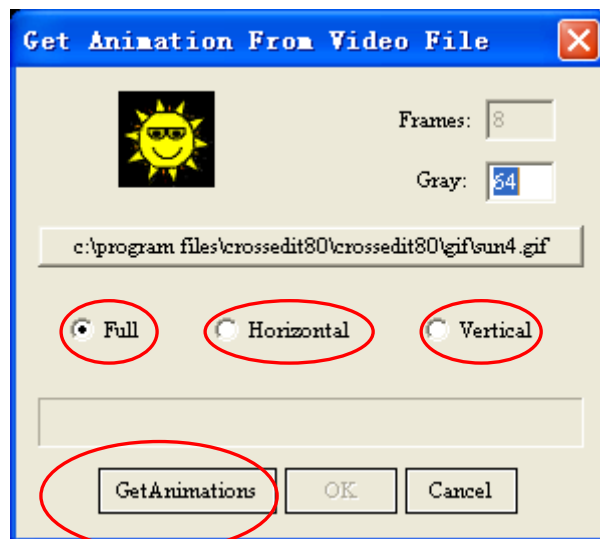 Get Animation From Video File
Frames: 8
Gray: 64
c:\program files\crossedit80\crossedit80\gif\sun4.gif
Full Horizontal Vertical
GetAnimations OK Cancel